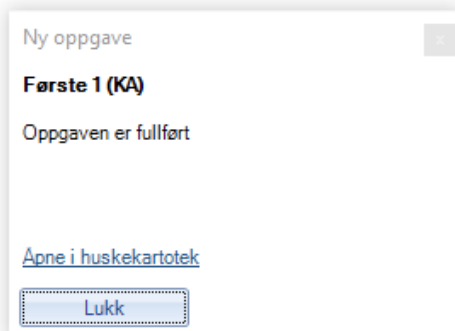 Ny oppgave
x
Første 1 (KA)
Oppgaven er fullført
Åpne i huskekartotek
Lukk